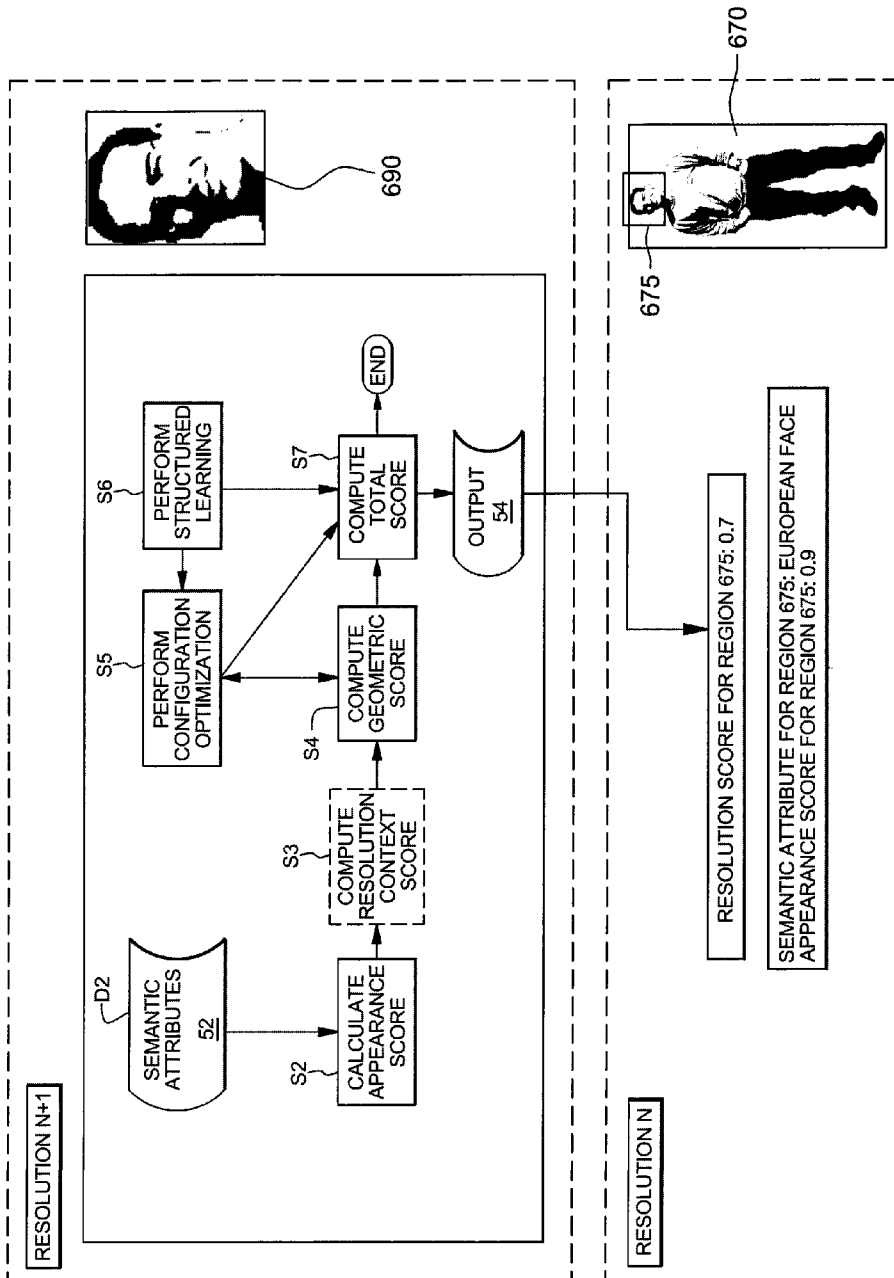 RESOLUTION N+1
D2
SEMANTIC
ATTRIBUTES
52
S2
CALCULATE
APPEARANCE
SCORE
S3
COMPUTE
RESOLUTION
CONTEXT
SCORE
S5
PERFORM
CONFIGURATION
OPTIMIZATION
S4
COMPUTE
GEOMETRIC
SCORE
S6
PERFORM
STRUCTURED
LEARNING
S7
COMPUTE
TOTAL
SCORE
END
OUTPUT
54
690
RESOLUTION N
RESOLUTION SCORE FOR REGION 675: 0.7
SEMANTIC ATTRIBUTE FOR REGION 675: EUROPEAN FACE
APPEARANCE SCORE FOR REGION 675: 0.9
675
670